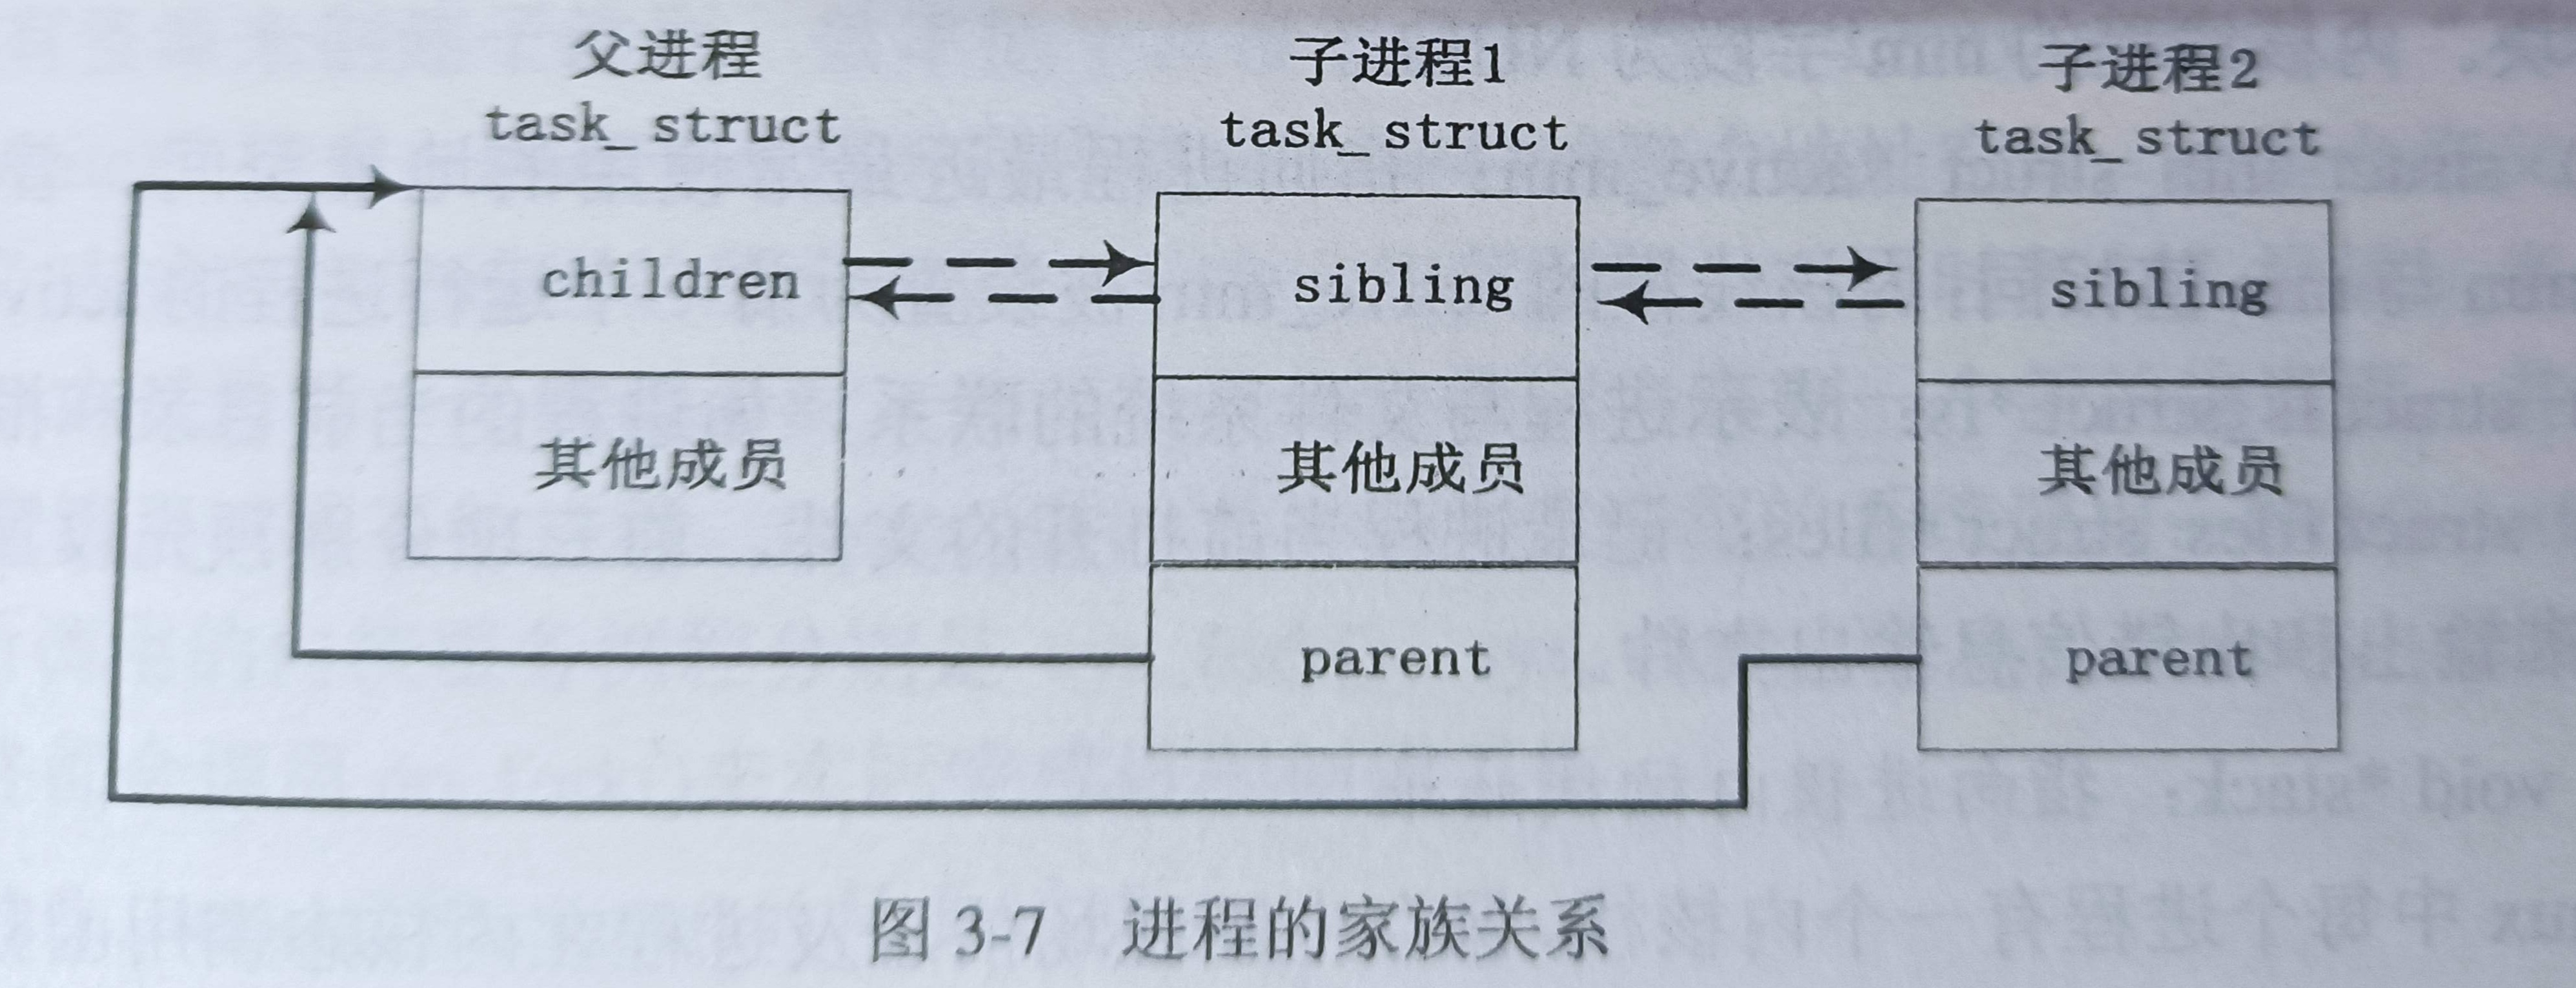 父进程
task_struct
子进程1
task_struct
子进程2
task_struct
children
sibling
sibling
其他成员
其他成员
其他成员
parent
parent
图 3-7 进程的家族关系